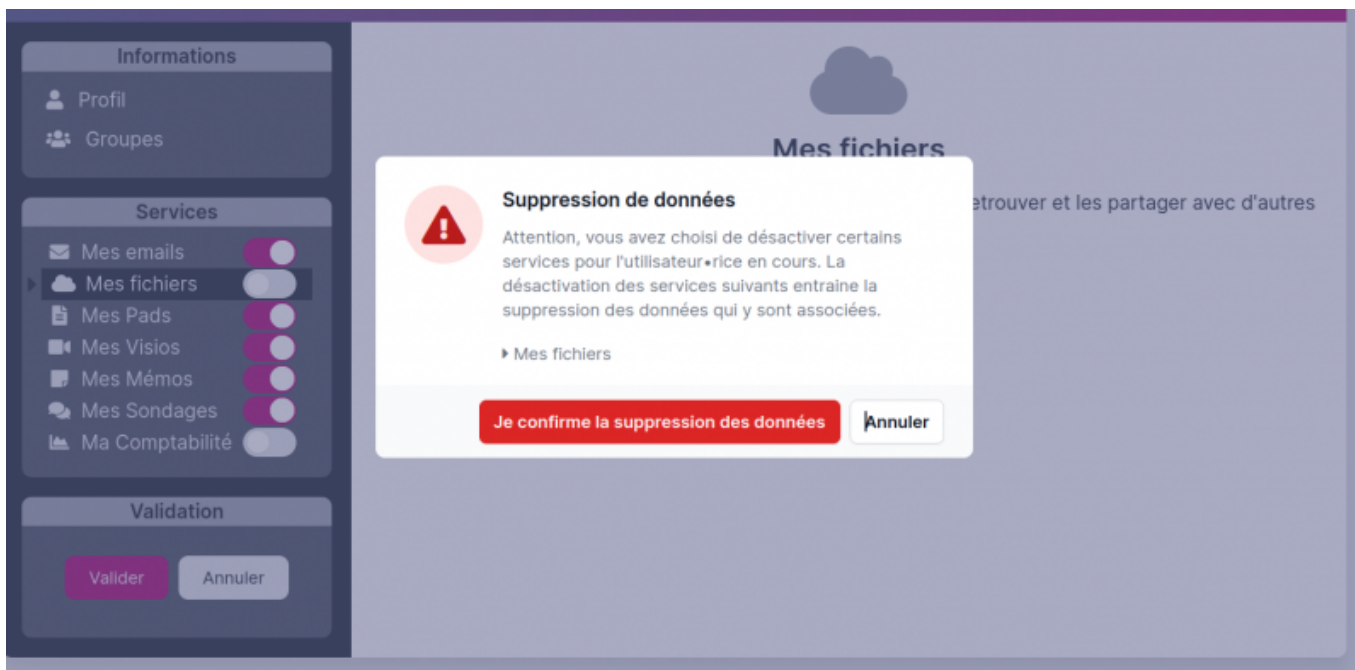 Informations
Profil
Groupes
Services
Mes emails
Mes fichiers
Mes Pads
Mes Visios
Mes Mémos
Mes Sondages
Ma Comptabilité
Validation
Valider
Annuler
Mes fichiers
etrouver et les partager avec d'autres
Suppression de données
Attention, vous avez choisi de désactiver certains
services pour l'utilisateur•rice en cours. La
désactivation des services suivants entraine la
suppression des données qui y sont associées.
Mes fichiers
Je confirme la suppression des données
Annuler